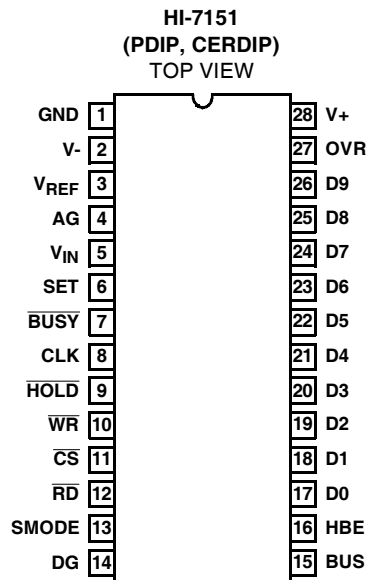 HI-7151
(PDIP, CERDIP)
TOP VIEW
GND 1 28 V+
V- 2 27 OVR
VREF 3 26 D9
AG 4 25 D8
VIN 5 24 D7
SET 6 23 D6
BUSY 7 22 D5
CLK 8 21 D4
HOLD 9 20 D3
WR 10 19 D2
CS 11 18 D1
RD 12 17 D0
SMODE 13 16 HBE
DG 14 15 BUS